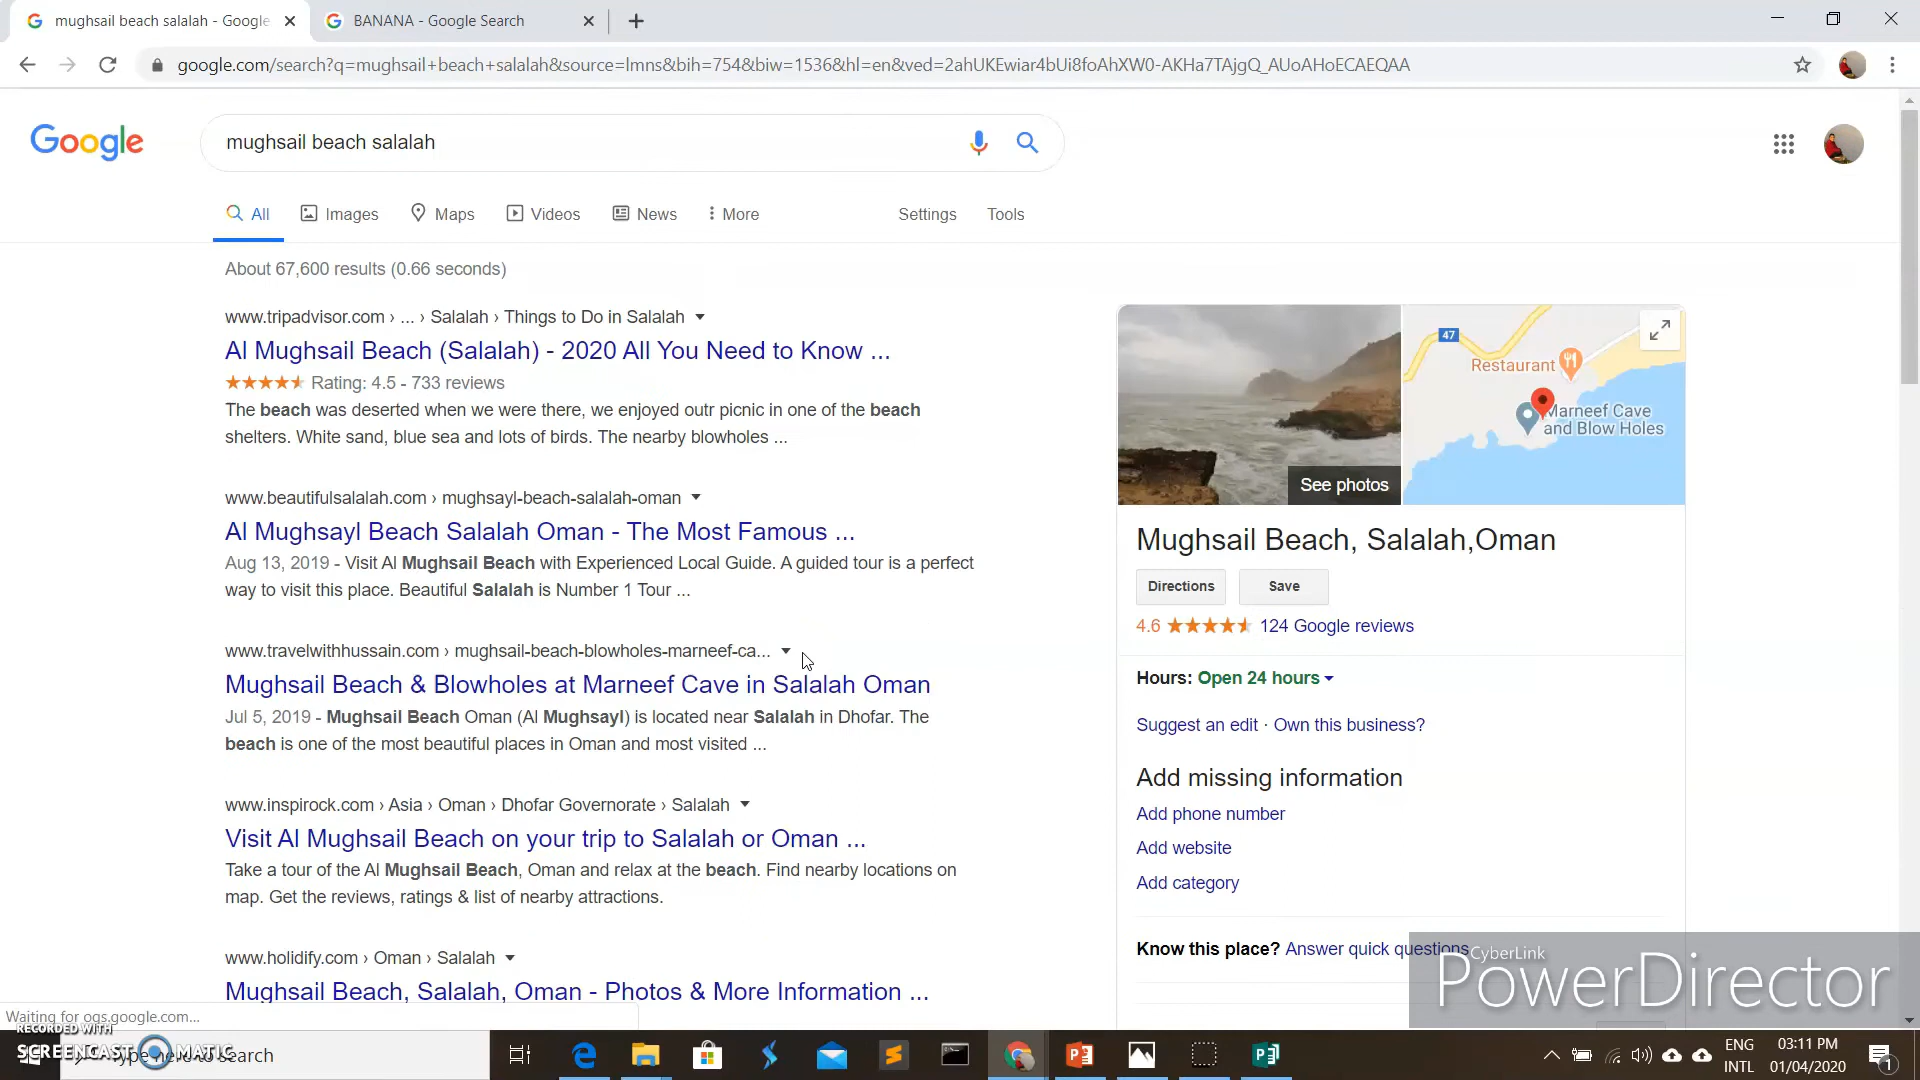 mughsail beach salalah - Google
BANANA - Google Search
google.com/search?q=mughsail+beach+salalah&source=lmns&bih=754&biw=1536&hl=en&ved=2ahUKEwiar4bUi8foAhXW0-AKHa7TAjgQ_AUoAHoECAEQAA
Google
mughsail beach salalah
All
Images
Maps
Videos
News
More
Settings
Tools
About 67,600 results (0.66 seconds)
www.tripadvisor.com › ... › Salalah › Things to Do in Salalah
Al Mughsail Beach (Salalah) - 2020 All You Need to Know ...
Rating: 4.5 - 733 reviews
The beach was deserted when we were there, we enjoyed outr picnic in one of the beach
shelters. White sand, blue sea and lots of birds. The nearby blowholes ...
www.beautifulsalalah.com › mughsayl-beach-salalah-oman
Al Mughsayl Beach Salalah Oman - The Most Famous ...
Aug 13, 2019 - Visit Al Mughsail Beach with Experienced Local Guide. A guided tour is a perfect
way to visit this place. Beautiful Salalah is Number 1 Tour ...
www.travelwithhussain.com › mughsail-beach-blowholes-marneef-ca...
Mughsail Beach & Blowholes at Marneef Cave in Salalah Oman
Jul 5, 2019 - Mughsail Beach Oman (Al Mughsayl) is located near Salalah in Dhofar. The
beach is one of the most beautiful places in Oman and most visited ...
www.inspirock.com › Asia › Oman › Dhofar Governorate › Salalah
Visit Al Mughsail Beach on your trip to Salalah or Oman ...
Take a tour of the Al Mughsail Beach, Oman and relax at the beach. Find nearby locations on
map. Get the reviews, ratings & list of nearby attractions.
www.holidify.com › Oman › Salalah
Mughsail Beach, Salalah, Oman - Photos & More Information ...
47
Restaurant
Marneef Cave
and Blow Holes
See photos
Mughsail Beach, Salalah,Oman
Directions
Save
4.6
124 Google reviews
Hours: Open 24 hours
Suggest an edit · Own this business?
Add missing information
Add phone number
Add website
Add category
Know this place? Answer quick questions
CyberLink
PowerDirector
Waiting for ogs.google.com...
RECORDED WITH
SCREENCAST MATIC
Type here to search
ENG
INTL
03:11 PM
01/04/2020
1